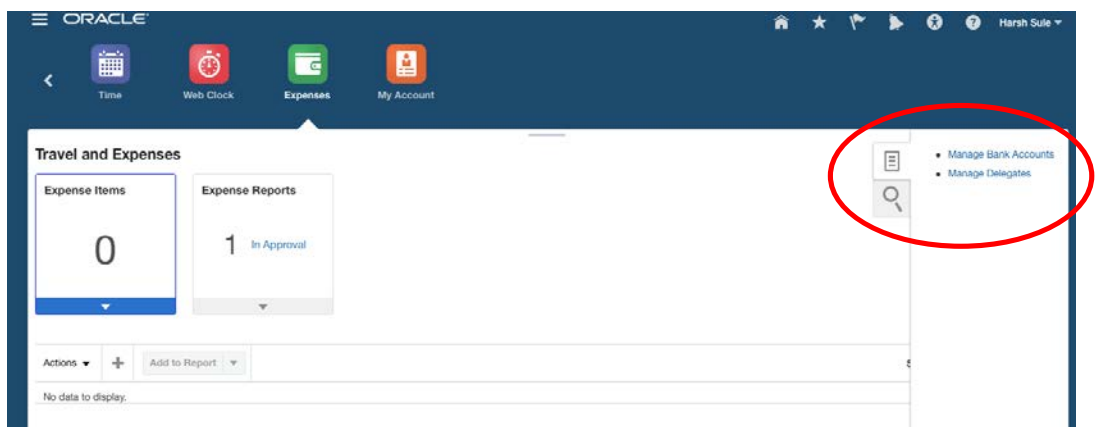 ORACLE
Harsh Sule
Time
Web Clock
Expenses
My Account
Travel and Expenses
Manage Bank Accounts
Manage Delegates
Expense Items
Expense Reports
0
1 In Approval
Actions
Add to Report
No data to display.